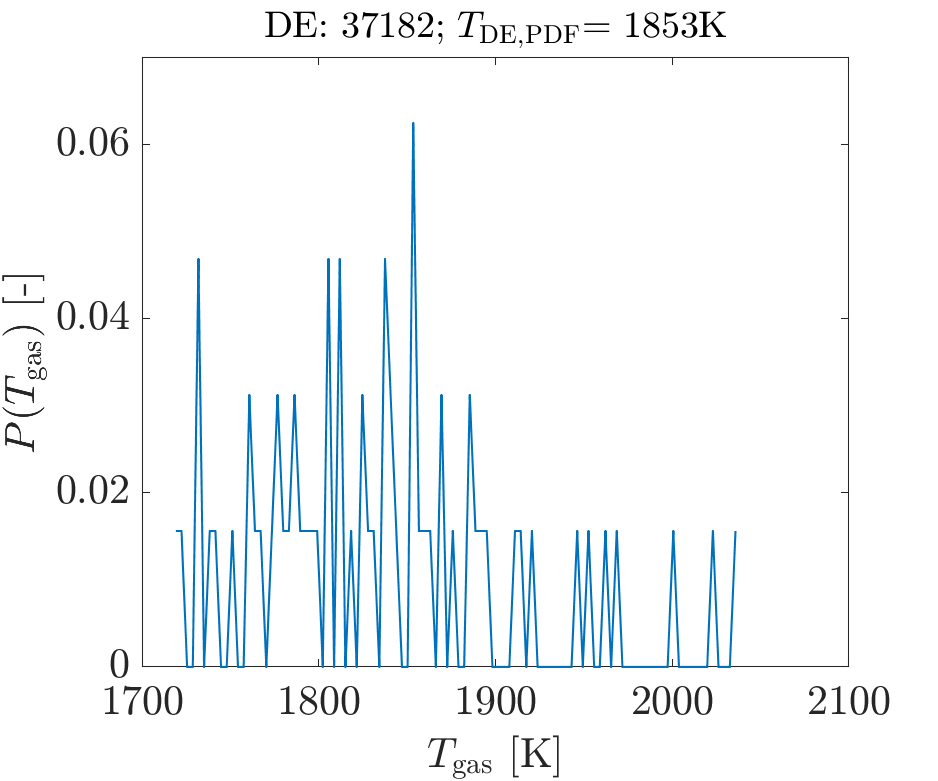 DE: 37182; T_DE,PDF= 1853K
0.06
0.04
0.02
0
P(T_gas) [-]
1700 1800 1900 2000 2100
T_gas [K]